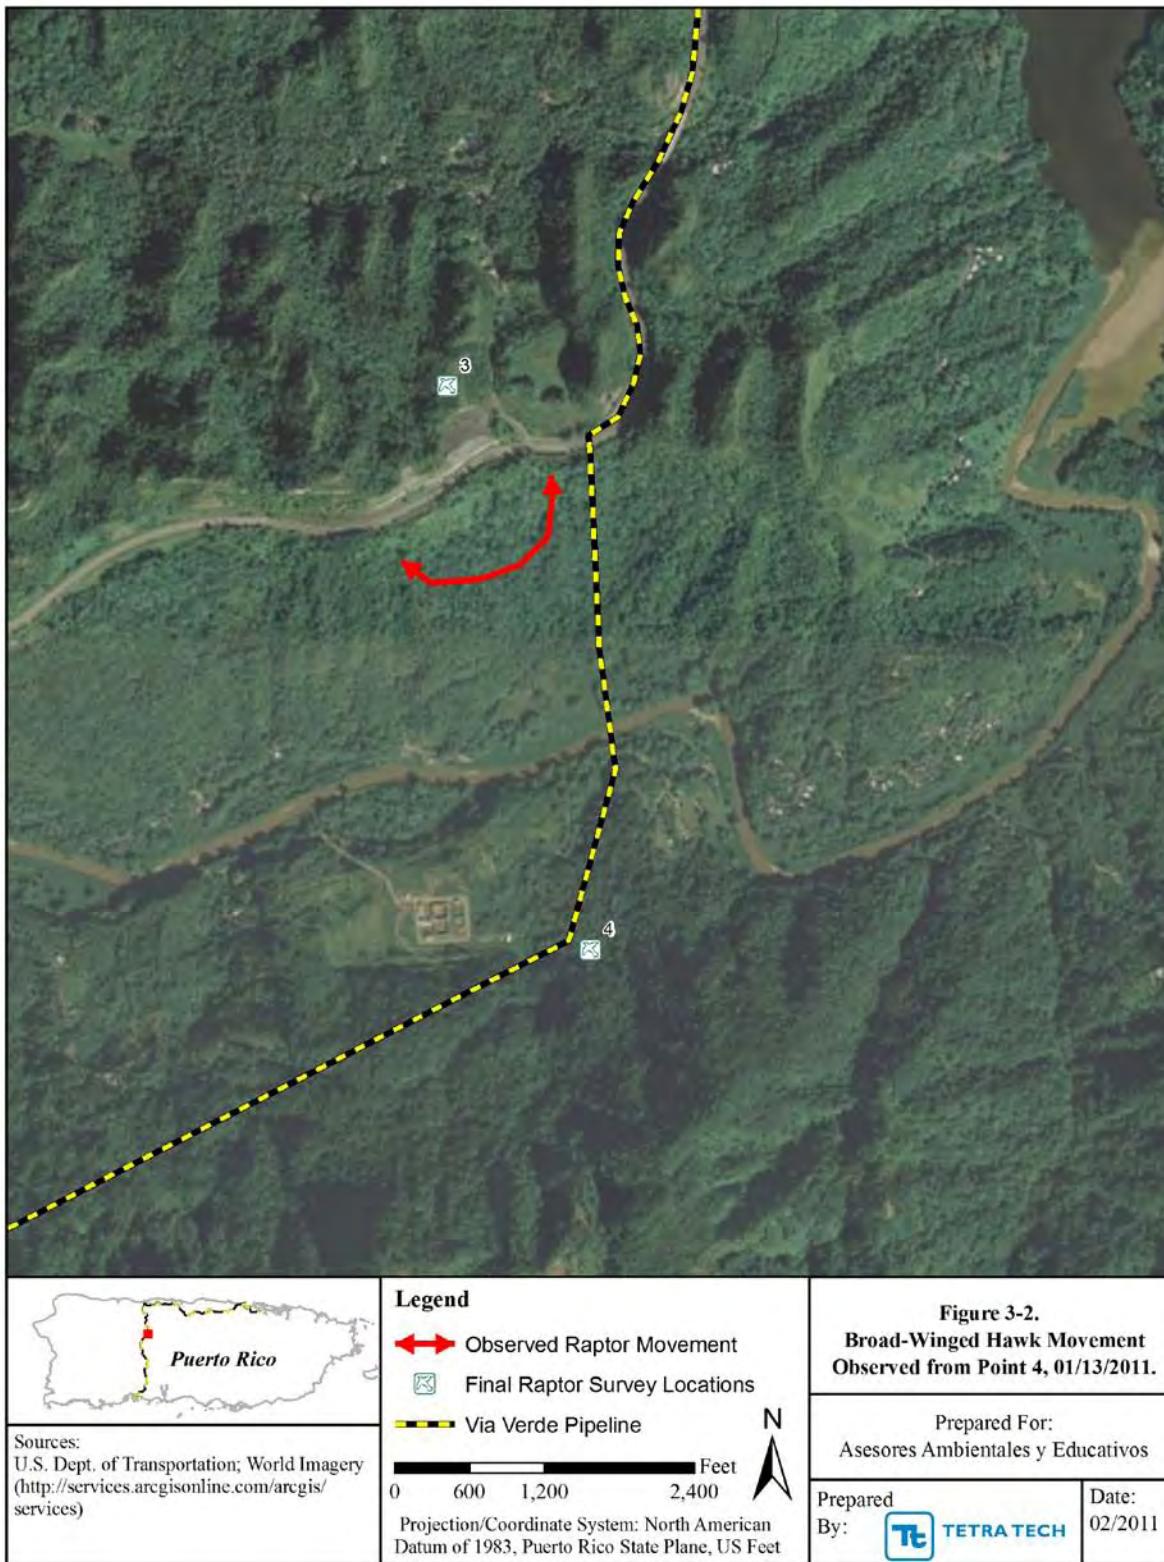 3
4
Puerto Rico
Sources:
U.S. Dept. of Transportation; World Imagery
(http://services.arcgisonline.com/arcgis/
services)
Legend
Observed Raptor Movement
Final Raptor Survey Locations
Via Verde Pipeline
N
Feet
0 600 1,200 2,400
Projection/Coordinate System: North American
Datum of 1983, Puerto Rico State Plane, US Feet
Figure 3-2.
Broad-Winged Hawk Movement
Observed from Point 4, 01/13/2011.
Prepared For:
Asesores Ambientales y Educativos
Prepared
By:
Tt TETRA TECH
Date:
02/2011